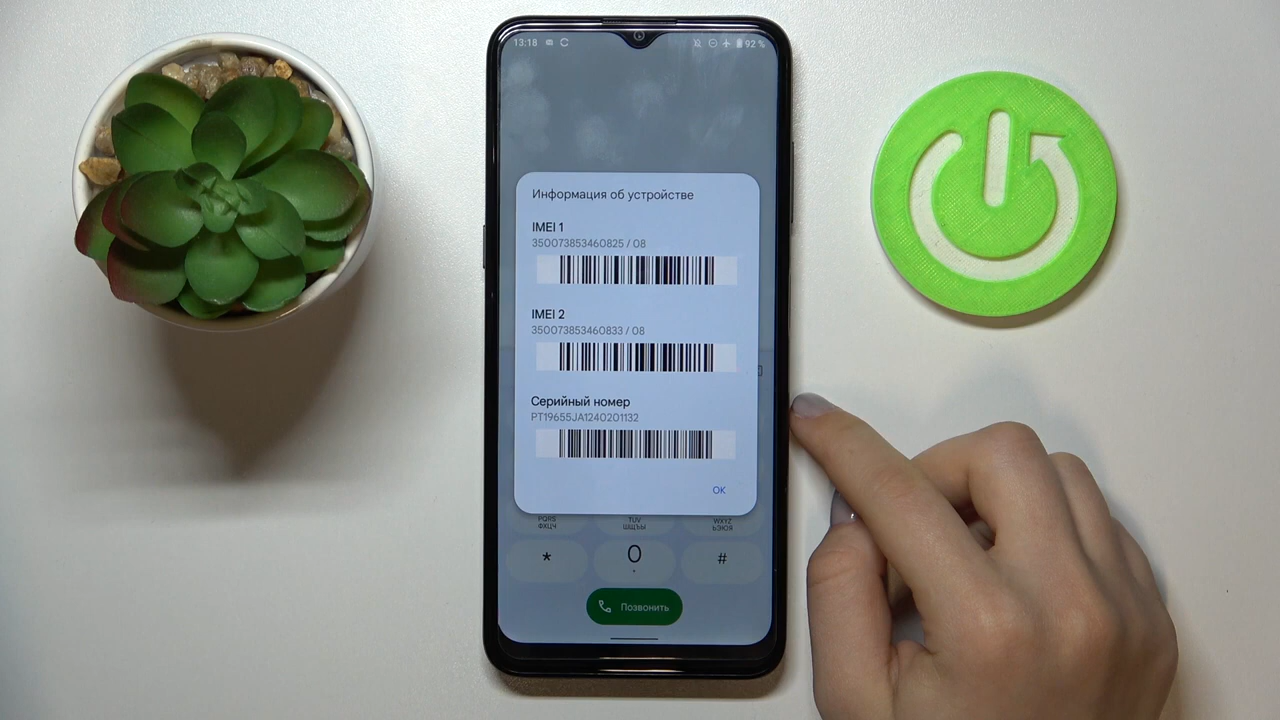 13:18
92 %
Информация об устройстве
IMEI 1
350073853460825 / 08
IMEI 2
350073853460833 / 08
Серийный номер
PT19655JA1240201132
OK
PQRS TUV WXYZ
ФХЦЧ ШЩЪЫ ЬЭЮЯ
* 0 #
Позвонить